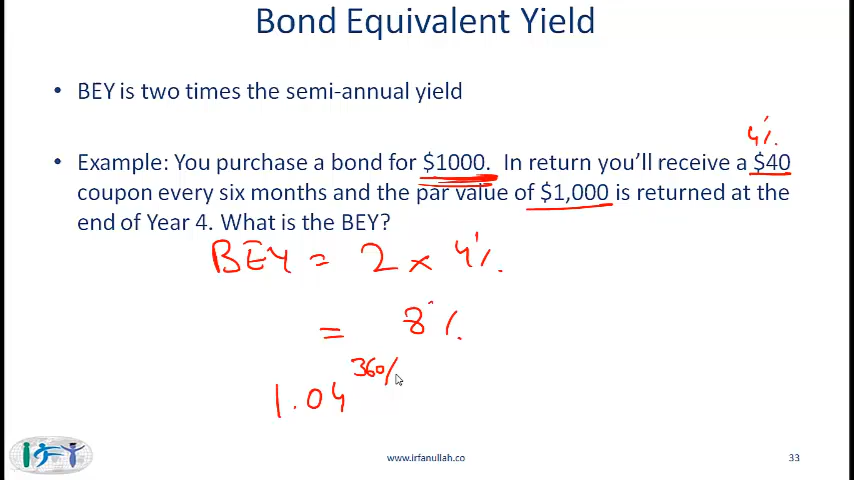 Bond Equivalent Yield
• BEY is two times the semi-annual yield
4%
• Example: You purchase a bond for $1000. In return you'll receive a $40
coupon every six months and the par value of $1,000 is returned at the
end of Year 4. What is the BEY?
BEY = 2 × 4%
= 8%
1.04^360/
www.irfanullah.co
33